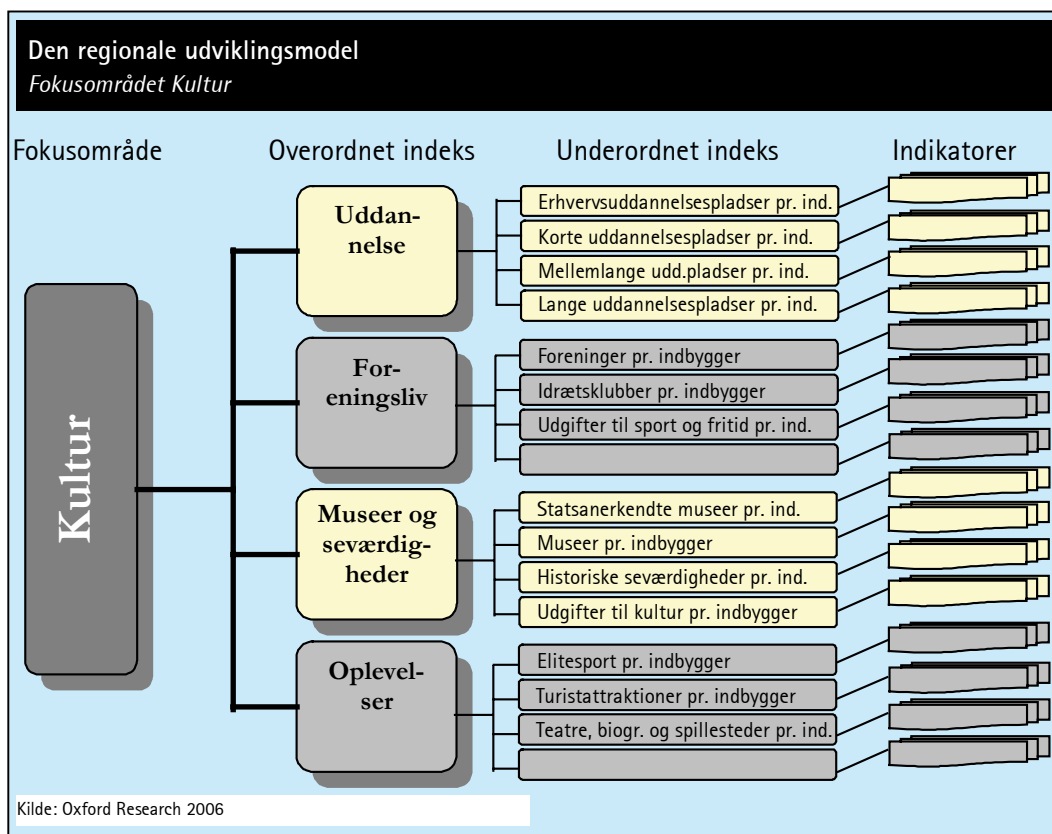 Den regionale udviklingsmodel
Fokusområdet Kultur
Fokusområde
Overordnet indeks
Underordnet indeks
Indikatorer
Kultur
Uddan-
nelse
Erhvervsuddannelsespladser pr. ind.
Korte uddannelsespladser pr. ind.
Mellemlange udd.pladser pr. ind.
Lange uddannelsespladser pr. ind.
For-
eningsliv
Foreninger pr. indbygger
Idrætsklubber pr. indbygger
Udgifter til sport og fritid pr. ind.
Museer og
seværdig-
heder
Statsanerkendte museer pr. ind.
Museer pr. indbygger
Historiske seværdigheder pr. ind.
Udgifter til kultur pr. indbygger
Oplevel-
ser
Elitesport pr. indbygger
Turistattraktioner pr. indbygger
Teatre, biogr. og spillesteder pr. ind.
Kilde: Oxford Research 2006